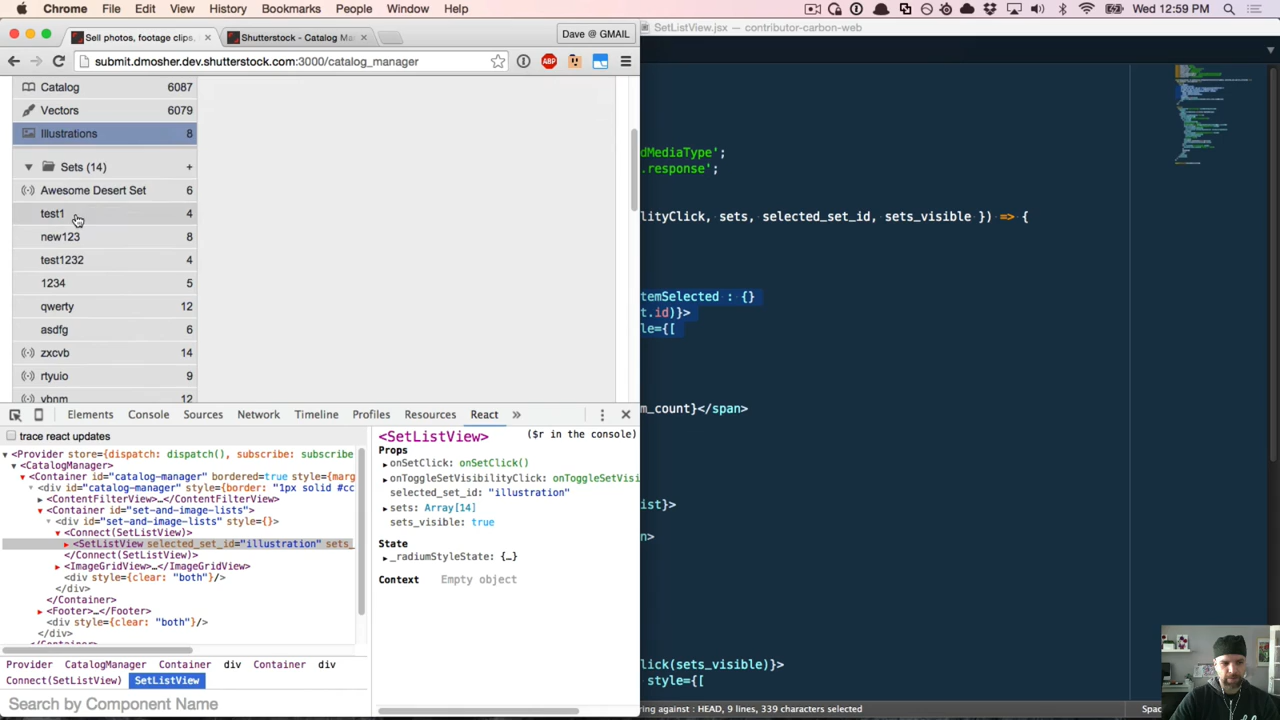 Chrome File Edit View History Bookmarks People Window Help
Wed 12:59 PM
photos, footage clips,
Shutterstock - Catalog Ma
Dave @ GMAIL
SetListView.jsx — contributor-carbon-web
submit.dmosher.dev.shutterstock.com:3000/catalog_manager
ABP
Catalog 6087
Vectors 6079
Illustrations 8
Sets (14) +
Awesome Desert Set 6
test1 4
new123 8
test1232 4
1234 5
qwerty 12
asdfg 6
zxcvb 14
rtyuio 9
vbnm 12
dMediaType';
.response';
ilityClick, sets, selected_set_id, sets_visible }) => {
temSelected : {}
t.id)}>
le={[
m_count}</span>
ist}>
n>
lick(sets_visible)}>
style={[
Elements Console Sources Network Timeline Profiles Resources React »
trace react updates
<Provider store={dispatch: dispatch(), subscribe: subscribe
<CatalogManager>
<Container id="catalog-manager" bordered=true style={marg
<div id="catalog-manager" style={border: "1px solid #cc
<ContentFilterView>…</ContentFilterView>
<Container id="set-and-image-lists">
<div id="set-and-image-lists" style={}>
<Connect(SetListView)>
<SetListView selected_set_id="illustration" sets_
</Connect(SetListView)>
<ImageGridView>…</ImageGridView>
<div style={clear: "both"}/>
</div>
</Container>
<Footer>…</Footer>
<div style={clear: "both"}/>
</div>
</Container>
<SetListView> ($r in the console)
Props
onSetClick: onSetClick()
onToggleSetVisibilityClick: onToggleSetVisi
selected_set_id: "illustration"
sets: Array[14]
sets_visible: true
State
_radiumStyleState: {…}
Context Empty object
Provider CatalogManager Container div Container div
Connect(SetListView) SetListView
Search by Component Name
ring against : HEAD, 9 lines, 339 characters selected
Spac